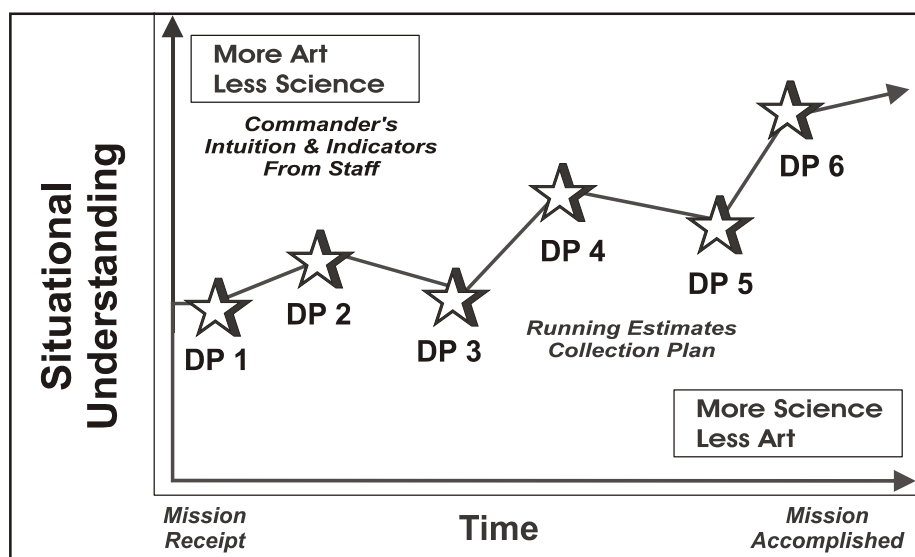 More Art
Less Science
Commander's
Intuition & Indicators
From Staff
Situational
Understanding
DP 1
DP 2
DP 3
DP 4
DP 5
DP 6
Running Estimates
Collection Plan
More Science
Less Art
Mission
Receipt
Time
Mission
Accomplished